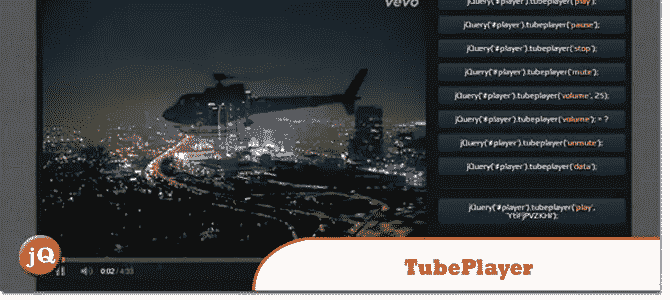 vevo
jQuery('#player').tubeplayer('play');
jQuery('#player').tubeplayer('pause');
jQuery('#player').tubeplayer('stop');
jQuery('#player').tubeplayer('mute');
jQuery('#player').tubeplayer('volume', 25);
jQuery('#player').tubeplayer('volume'); = ?
jQuery('#player').tubeplayer('unmute');
jQuery('#player').tubeplayer('data');
jQuery('#player').tubeplayer('play',
jQ
0:02 / 4:33
TubePlayer